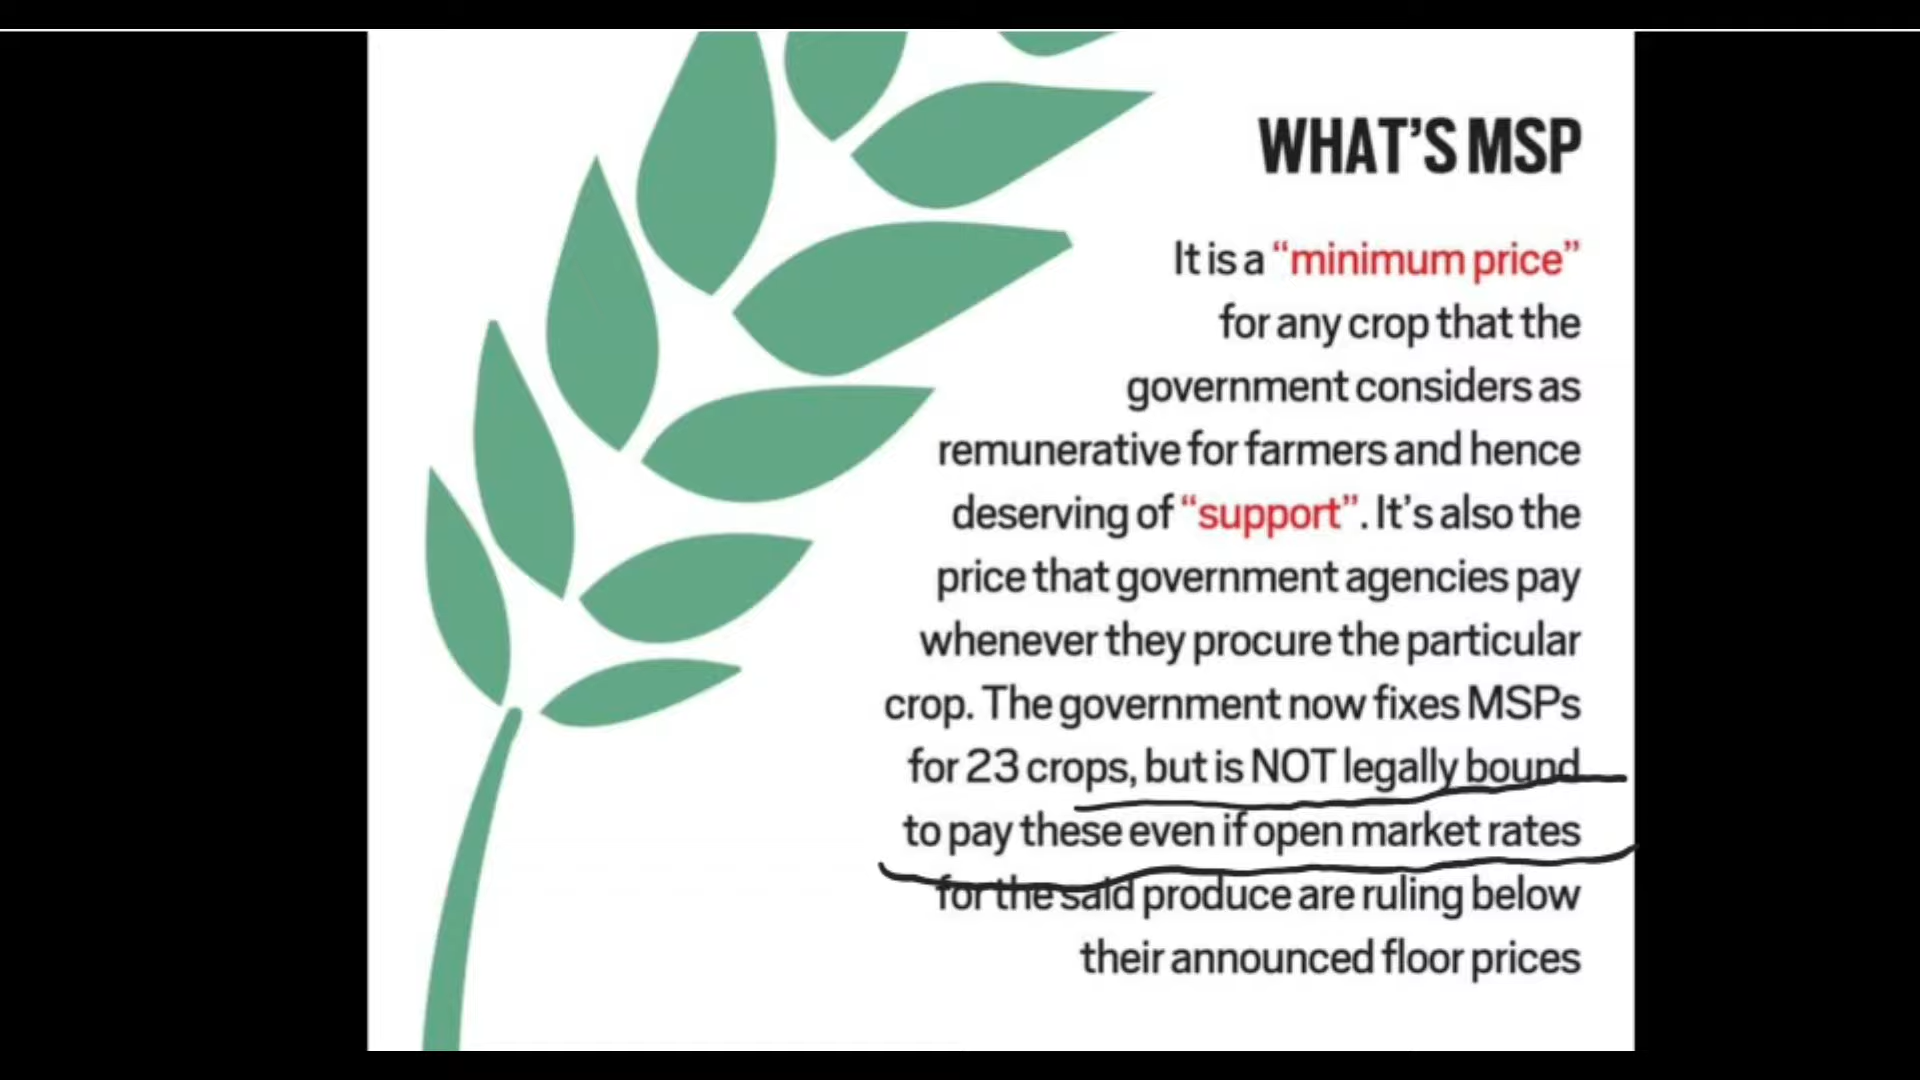 WHAT'S MSP
It is a “minimum price”
for any crop that the
government considers as
remunerative for farmers and hence
deserving of “support”. It’s also the
price that government agencies pay
whenever they procure the particular
crop. The government now fixes MSPs
for 23 crops, but is NOT legally bound
to pay these even if open market rates
for the said produce are ruling below
their announced floor prices